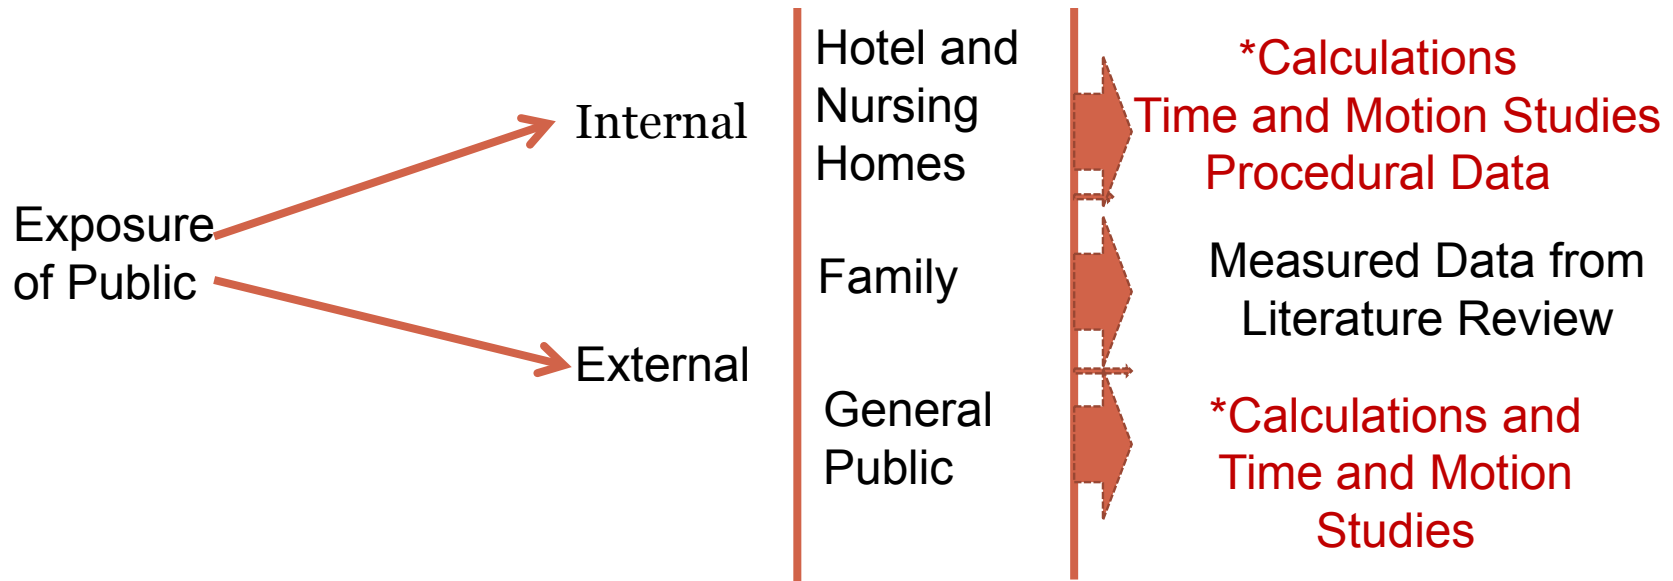 Exposure
of Public
Internal
External
Hotel and
Nursing
Homes
Family
General
Public
*Calculations
Time and Motion Studies
Procedural Data
Measured Data from
Literature Review
*Calculations and
Time and Motion
Studies